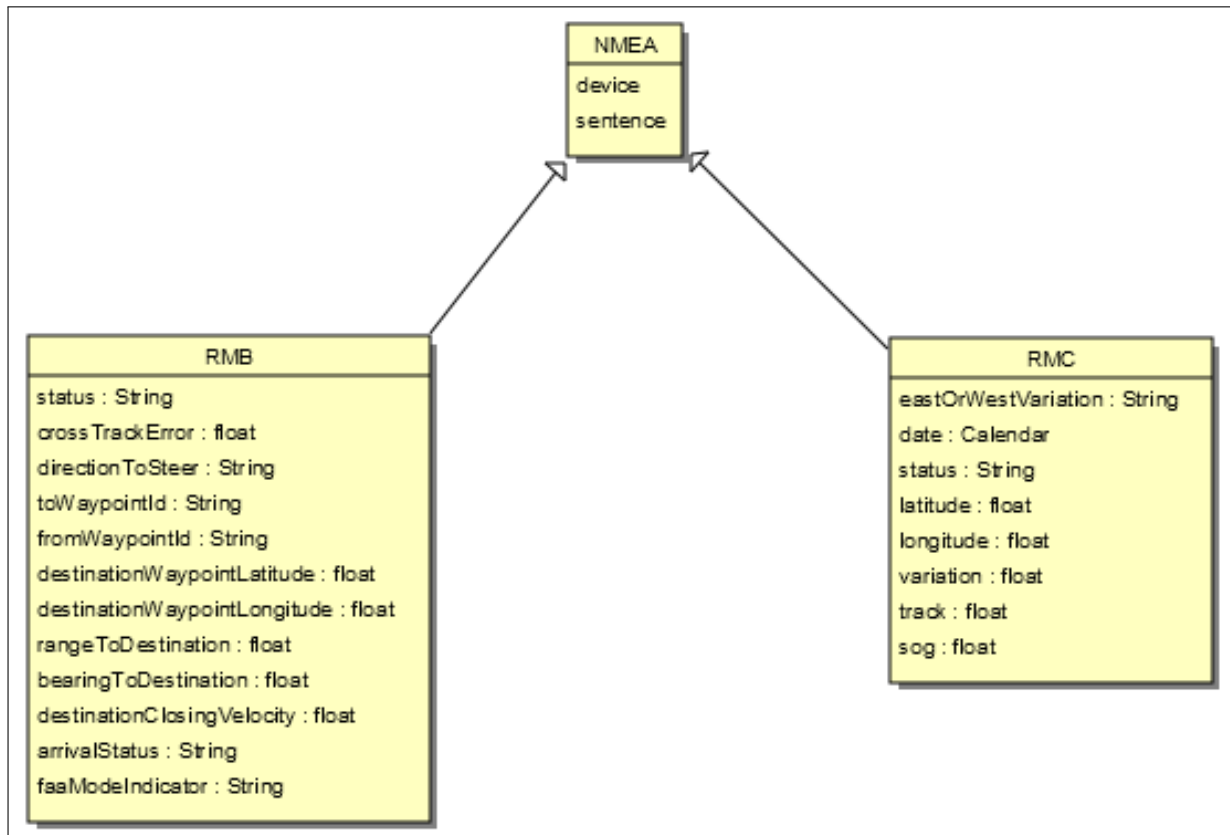 NMEA
device
sentence
RMB
status : String
crossTrackError : float
directionToSteer : String
toWaypointId : String
fromWaypointId : String
destinationWaypointLatitude : float
destinationWaypointLongitude : float
rangeToDestination : float
bearingToDestination : float
destinationClosingVelocity : float
arrivalStatus : String
faaModeIndicator : String
RMC
eastOrWestVariation : String
date : Calendar
status : String
latitude : float
longitude : float
variation : float
track : float
sog : float